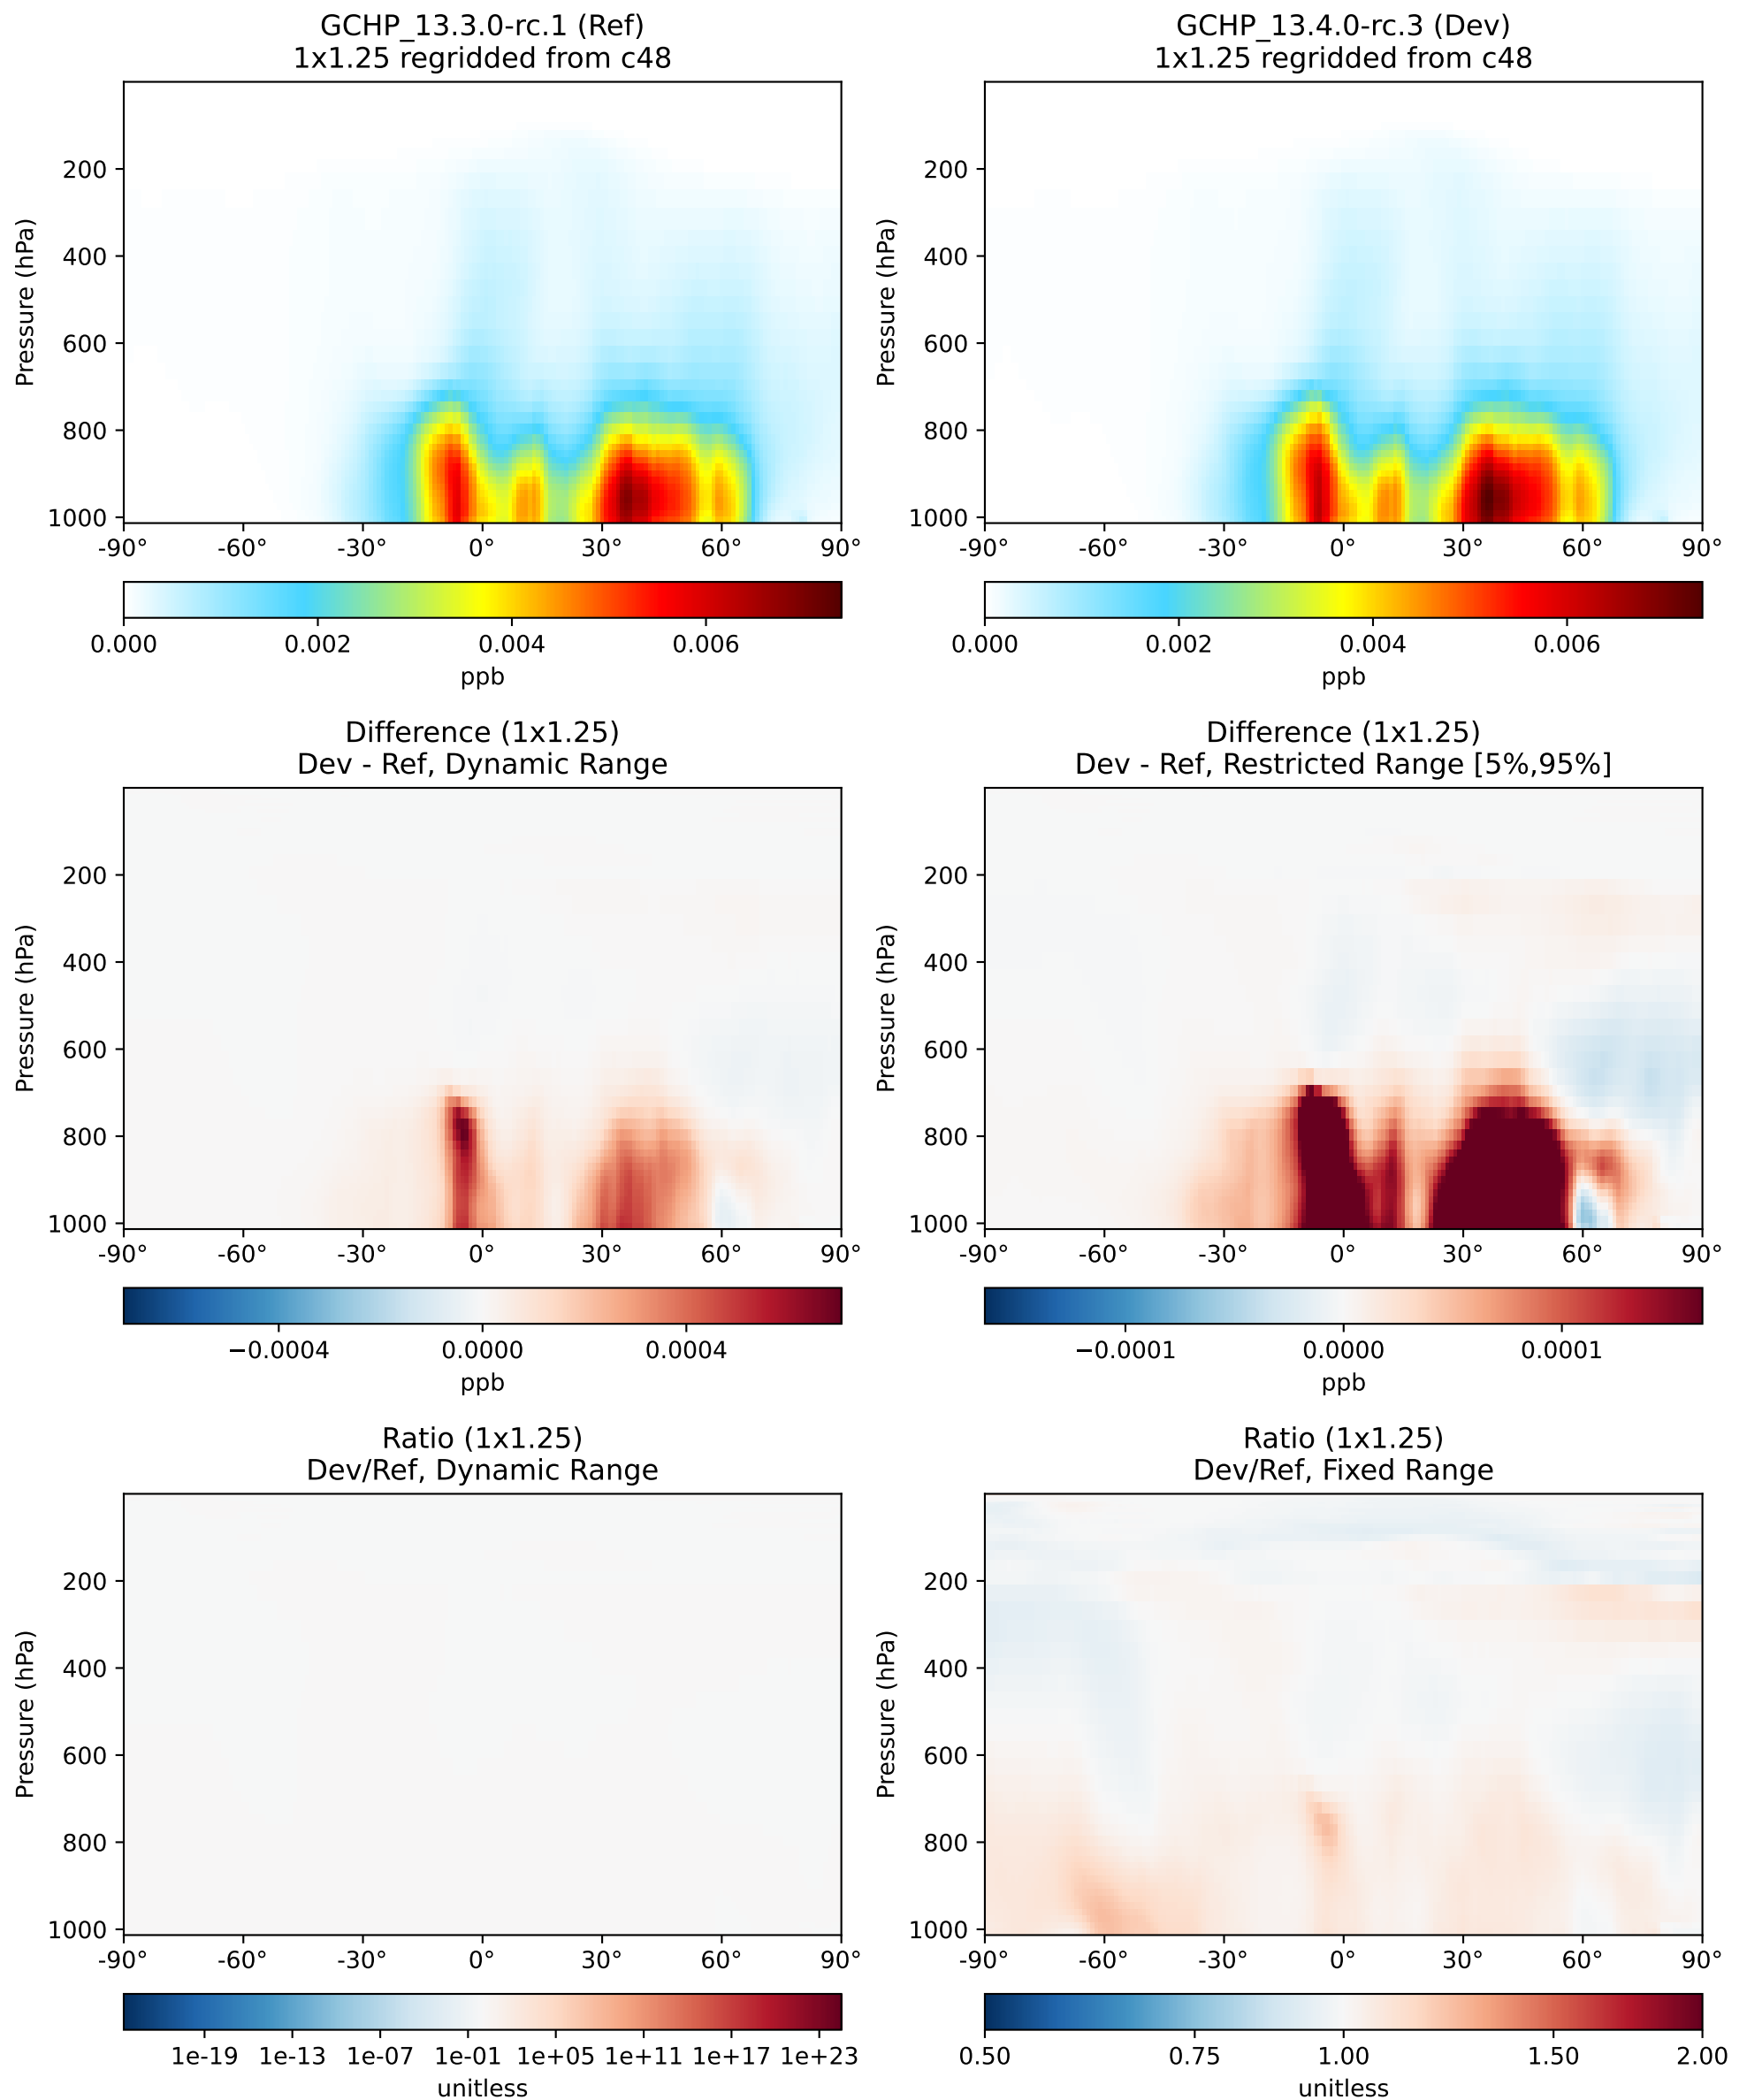 GCHP_13.3.0-rc.1 (Ref)
1x1.25 regridded from c48
Pressure (hPa)
200
400
600
800
1000
-90° -60° -30° 0° 30° 60° 90°
0.000 0.002 0.004 0.006
ppb
GCHP_13.4.0-rc.3 (Dev)
1x1.25 regridded from c48
Pressure (hPa)
200
400
600
800
1000
-90° -60° -30° 0° 30° 60° 90°
0.000 0.002 0.004 0.006
ppb
Difference (1x1.25)
Dev - Ref, Dynamic Range
Pressure (hPa)
200
400
600
800
1000
-90° -60° -30° 0° 30° 60° 90°
−0.0004 0.0000 0.0004
ppb
Difference (1x1.25)
Dev - Ref, Restricted Range [5%,95%]
Pressure (hPa)
200
400
600
800
1000
-90° -60° -30° 0° 30° 60° 90°
−0.0001 0.0000 0.0001
ppb
Ratio (1x1.25)
Dev/Ref, Dynamic Range
Pressure (hPa)
200
400
600
800
1000
-90° -60° -30° 0° 30° 60° 90°
1e-19 1e-13 1e-07 1e-01 1e+05 1e+11 1e+17 1e+23
unitless
Ratio (1x1.25)
Dev/Ref, Fixed Range
Pressure (hPa)
200
400
600
800
1000
-90° -60° -30° 0° 30° 60° 90°
0.50 0.75 1.00 1.50 2.00
unitless